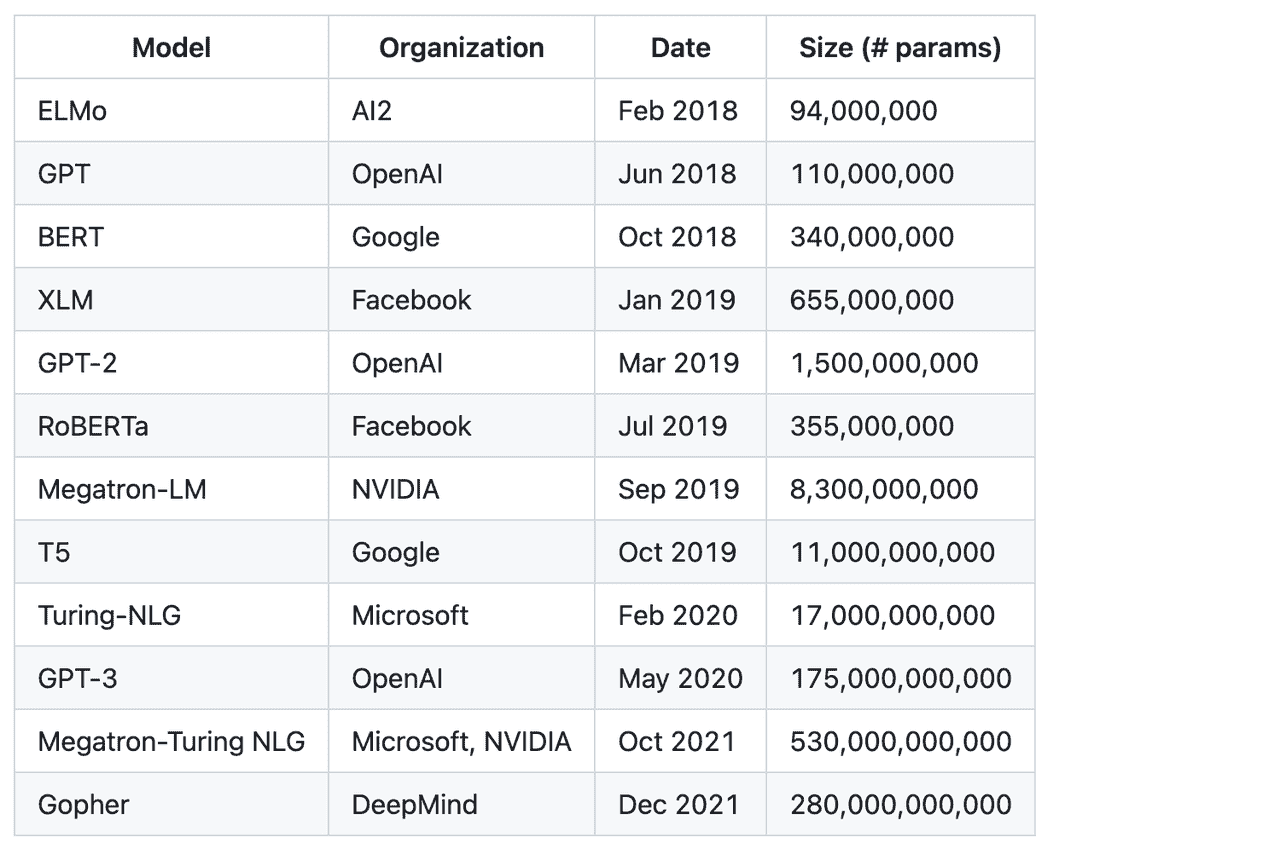 Model Organization Date Size (# params)
ELMo AI2 Feb 2018 94,000,000
GPT OpenAI Jun 2018 110,000,000
BERT Google Oct 2018 340,000,000
XLM Facebook Jan 2019 655,000,000
GPT-2 OpenAI Mar 2019 1,500,000,000
RoBERTa Facebook Jul 2019 355,000,000
Megatron-LM NVIDIA Sep 2019 8,300,000,000
T5 Google Oct 2019 11,000,000,000
Turing-NLG Microsoft Feb 2020 17,000,000,000
GPT-3 OpenAI May 2020 175,000,000,000
Megatron-Turing NLG Microsoft, NVIDIA Oct 2021 530,000,000,000
Gopher DeepMind Dec 2021 280,000,000,000